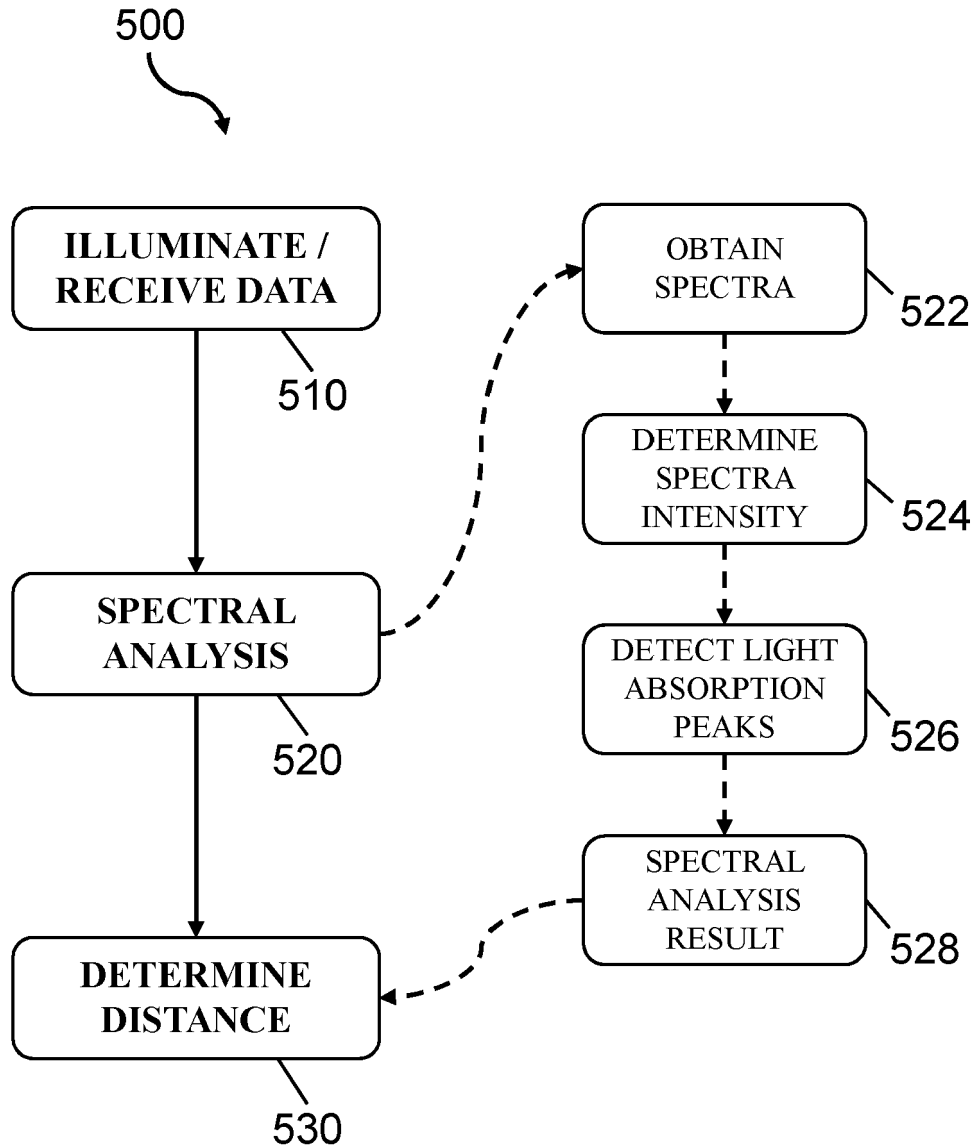 500
ILLUMINATE /
RECEIVE DATA
510
SPECTRAL
ANALYSIS
520
DETERMINE
DISTANCE
530
OBTAIN
SPECTRA
522
DETERMINE
SPECTRA
INTENSITY
524
DETECT LIGHT
ABSORPTION
PEAKS
526
SPECTRAL
ANALYSIS
RESULT
528